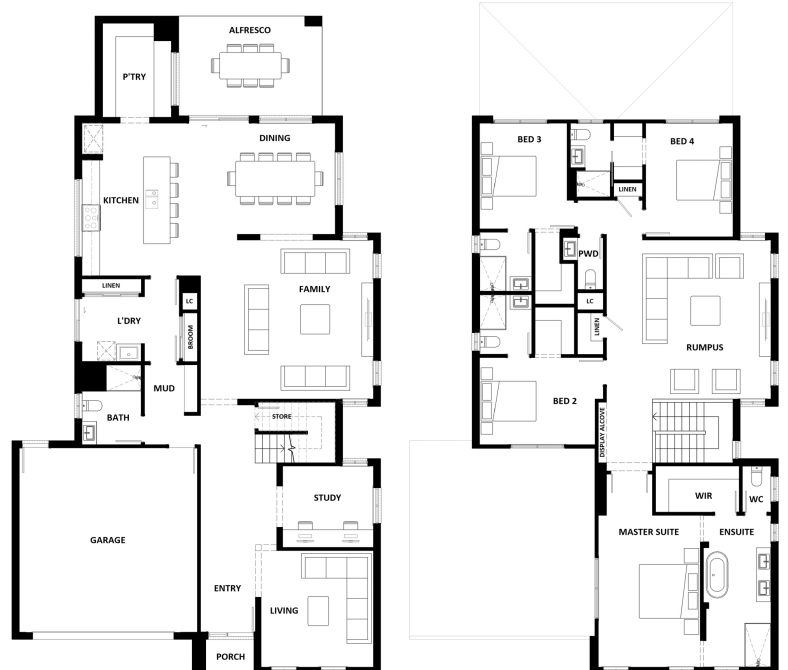 ALFRESCO
P'TRY
DINING
KITCHEN
FAMILY
LINEN
LC
L'DRY
BROOM
MUD
BATH
STORE
STUDY
GARAGE
ENTRY
LIVING
PORCH
BED 3
BED 4
LINEN
PWD
LC
LINEN
RUMPUS
BED 2
DISPLAY ALCOVE
WIR
WC
MASTER SUITE
ENSUITE